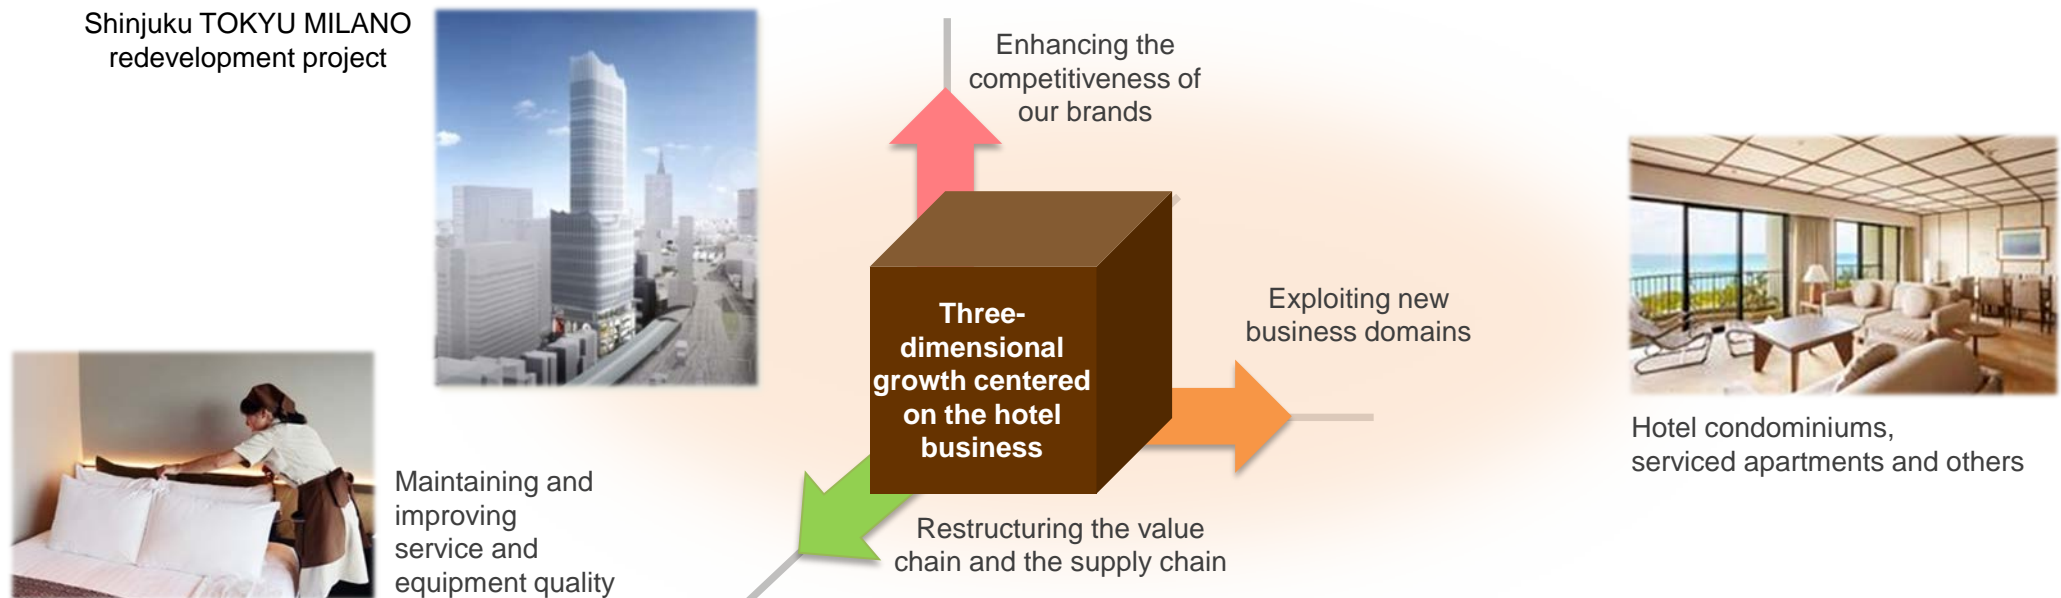 Shinjuku TOKYU MILANO
redevelopment project
Enhancing the
competitiveness of
our brands
Three-
dimensional
growth centered
on the hotel
business
Exploiting new
business domains
Hotel condominiums,
serviced apartments and others
Maintaining and
improving
service and
equipment quality
Restructuring the value
chain and the supply chain